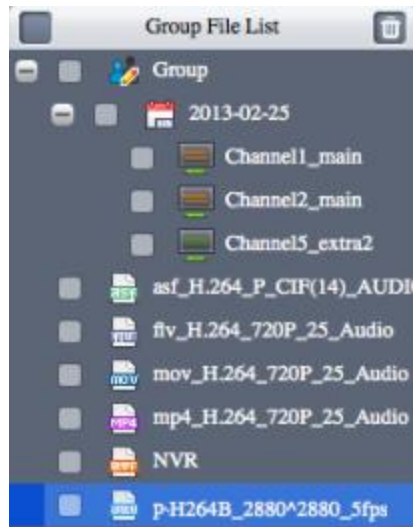 Group File List
Group
2013-02-25
Channel1_main
Channel2_main
Channel5_extra2
asf_H.264_P_CIF(14)_AUDI
flv_H.264_720P_25_Audio
mov_H.264_720P_25_Audio
mp4_H.264_720P_25_Audio
NVR
p-H264B_2880^2880_5fps